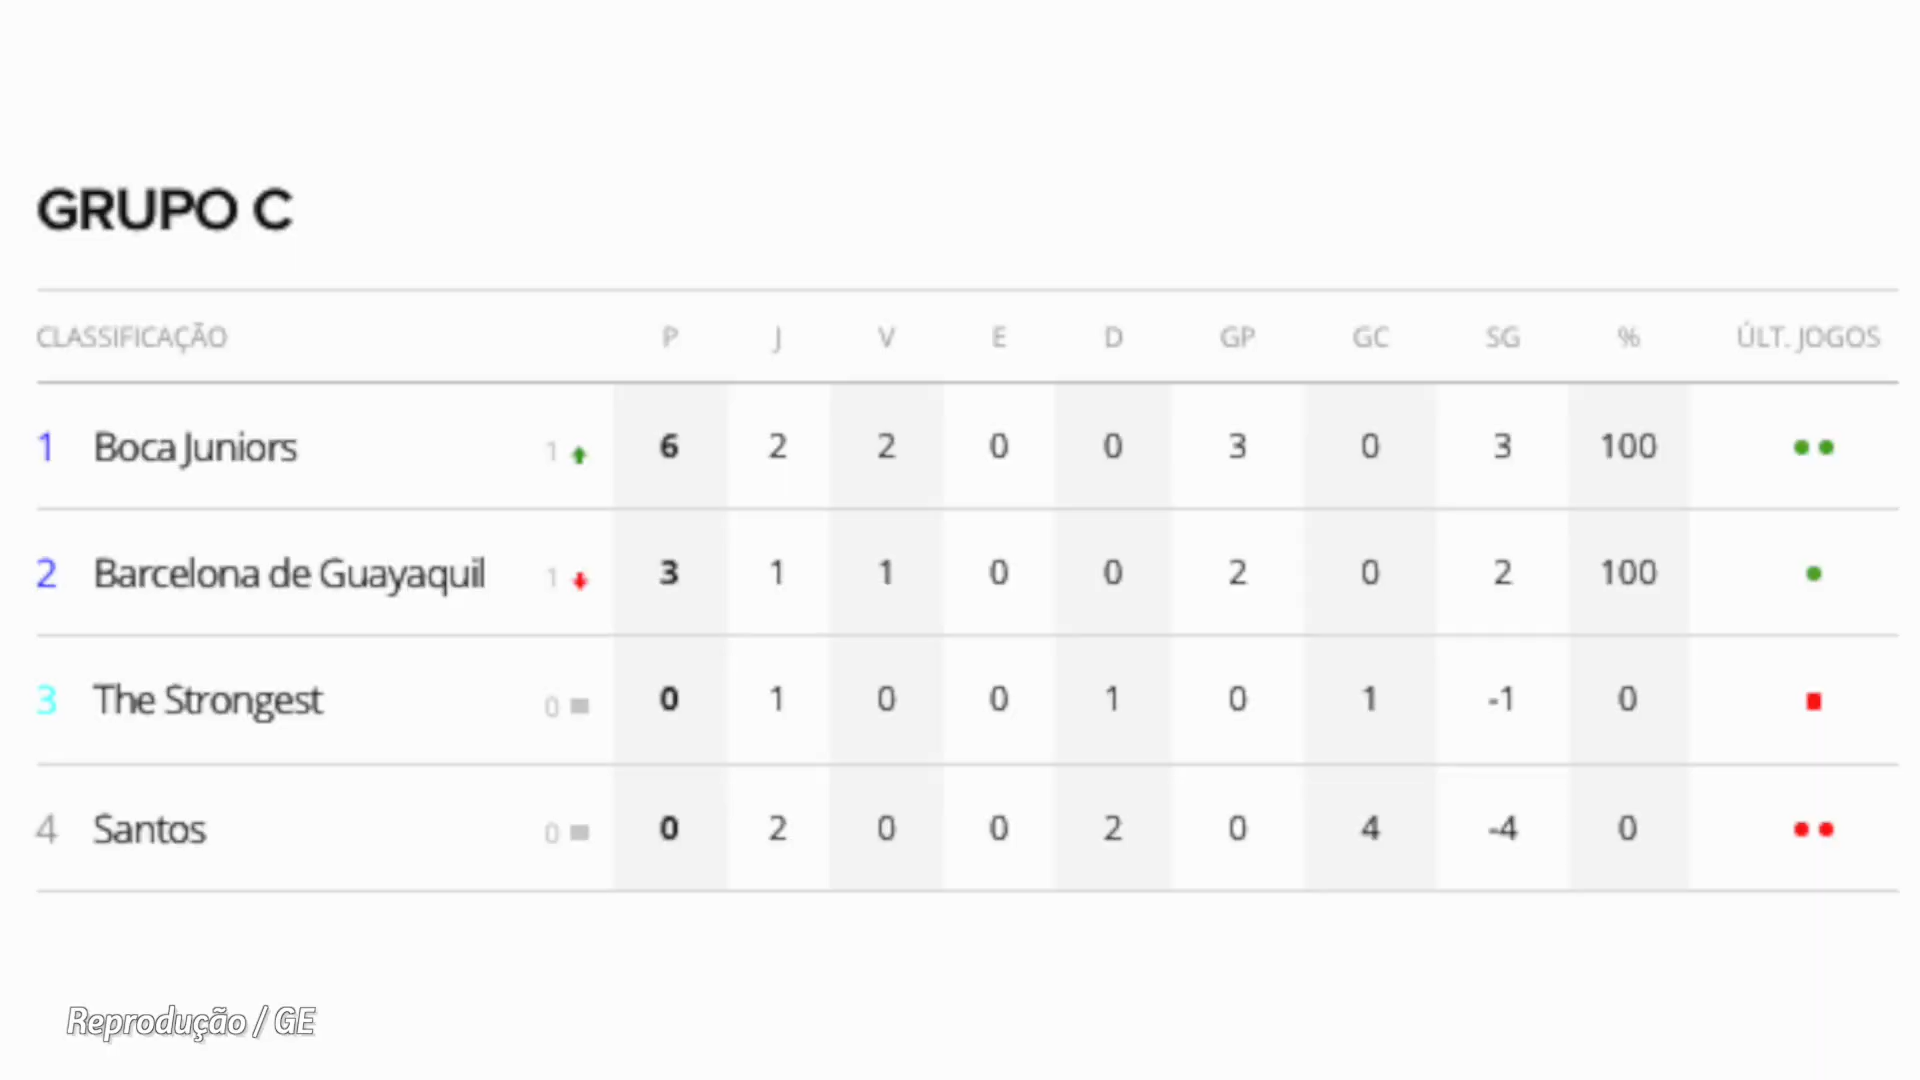 GRUPO C
CLASSIFICAÇÃO P J V E D GP GC SG % ÚLT. JOGOS
1 Boca Juniors 1 6 2 2 0 0 3 0 3 100
2 Barcelona de Guayaquil 1 3 1 1 0 0 2 0 2 100
3 The Strongest 0 0 1 0 0 1 0 1 -1 0
4 Santos 0 0 2 0 0 2 0 4 -4 0
Reprodução / GE